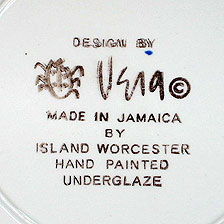 DESIGN BY
Vera ©
MADE IN JAMAICA
BY
ISLAND WORCESTER
HAND PAINTED
UNDERGLAZE